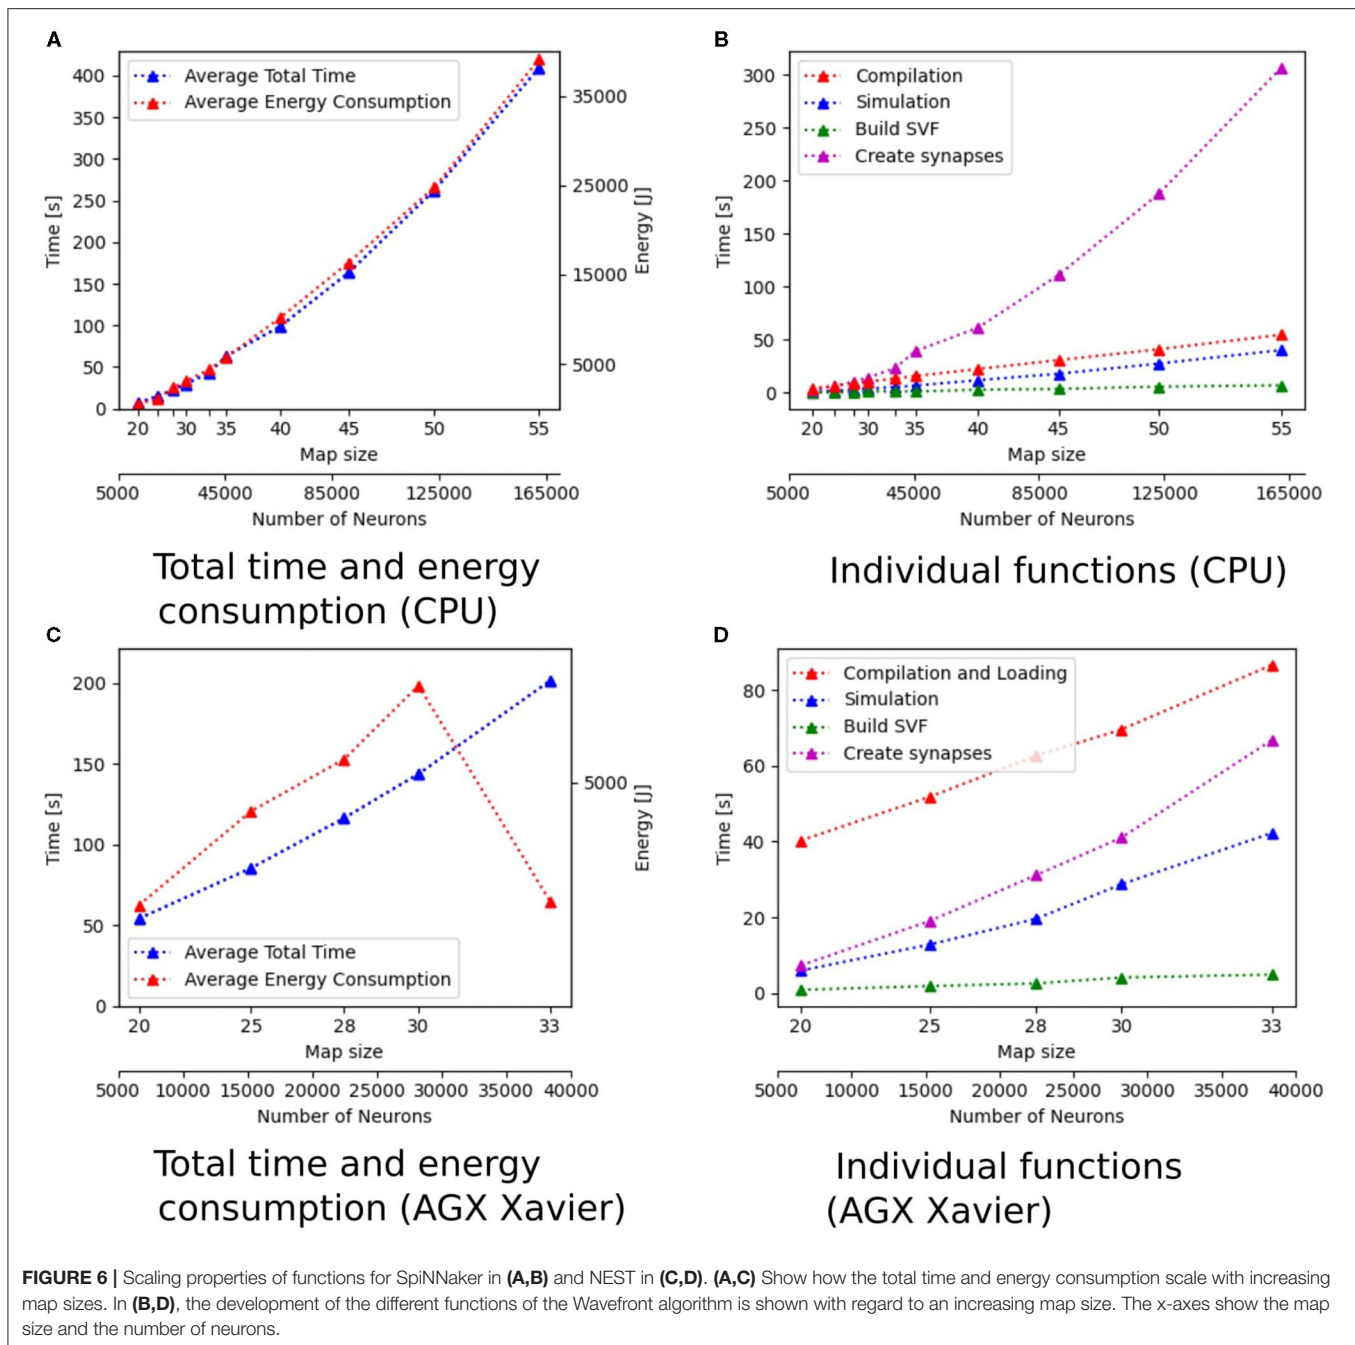 A
Average Total Time
Average Energy Consumption
400
350
300
250
200
150
100
50
0
Time [s]
35000
25000
15000
5000
Energy [J]
20 30 35 40 45 50 55
Map size
5000 45000 85000 125000 165000
Number of Neurons
Total time and energy
consumption (CPU)
B
Compilation
Simulation
Build SVF
Create synapses
300
250
200
150
100
50
0
Time [s]
20 30 35 40 45 50 55
Map size
5000 45000 85000 125000 165000
Number of Neurons
Individual functions (CPU)
C
200
150
100
50
0
Time [s]
5000
Energy [J]
Average Total Time
Average Energy Consumption
20 25 28 30 33
Map size
5000 10000 15000 20000 25000 30000 35000 40000
Number of Neurons
Total time and energy
consumption (AGX Xavier)
D
Compilation and Loading
Simulation
Build SVF
Create synapses
80
60
40
20
0
Time [s]
20 25 28 30 33
Map size
5000 10000 15000 20000 25000 30000 35000 40000
Number of Neurons
Individual functions
(AGX Xavier)
FIGURE 6 | Scaling properties of functions for SpiNNaker in (A,B) and NEST in (C,D). (A,C) Show how the total time and energy consumption scale with increasing
map sizes. In (B,D), the development of the different functions of the Wavefront algorithm is shown with regard to an increasing map size. The x-axes show the map
size and the number of neurons.